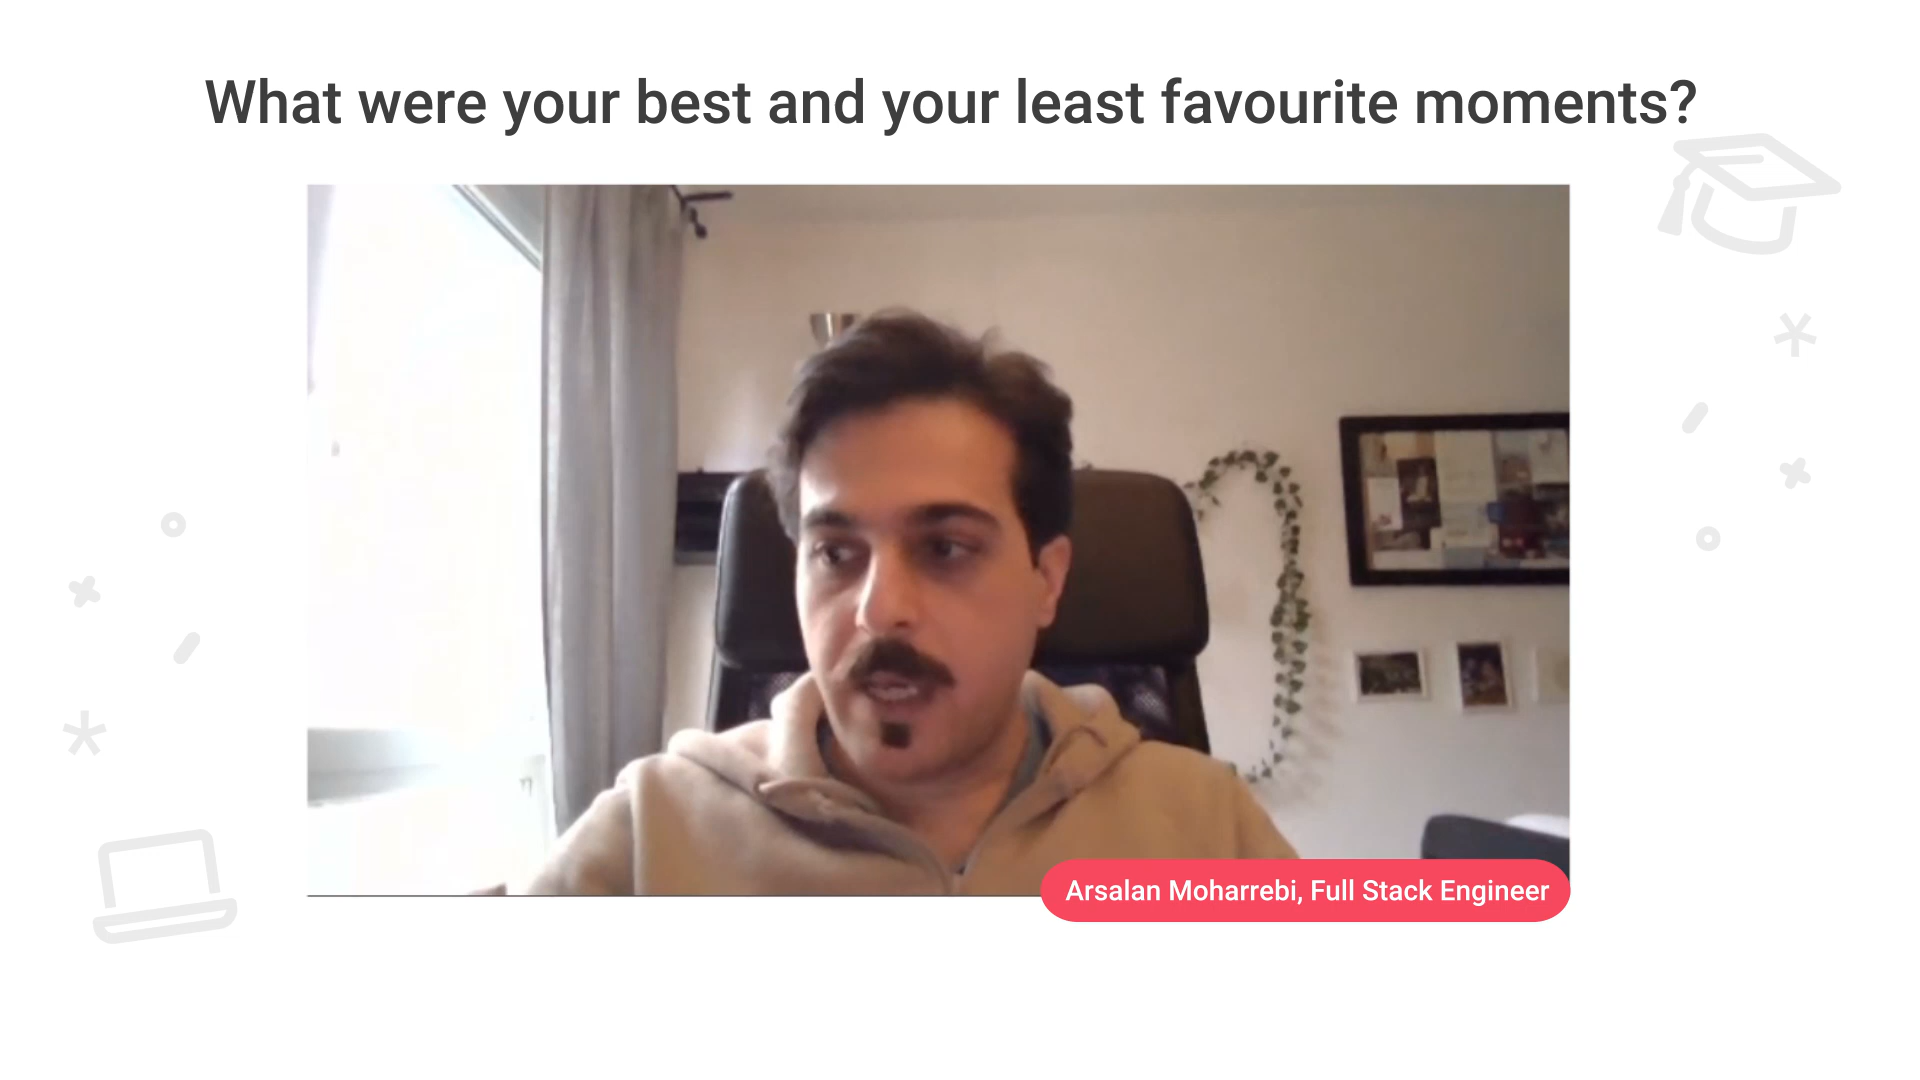 What were your best and your least favourite moments?
Arsalan Moharrebi, Full Stack Engineer